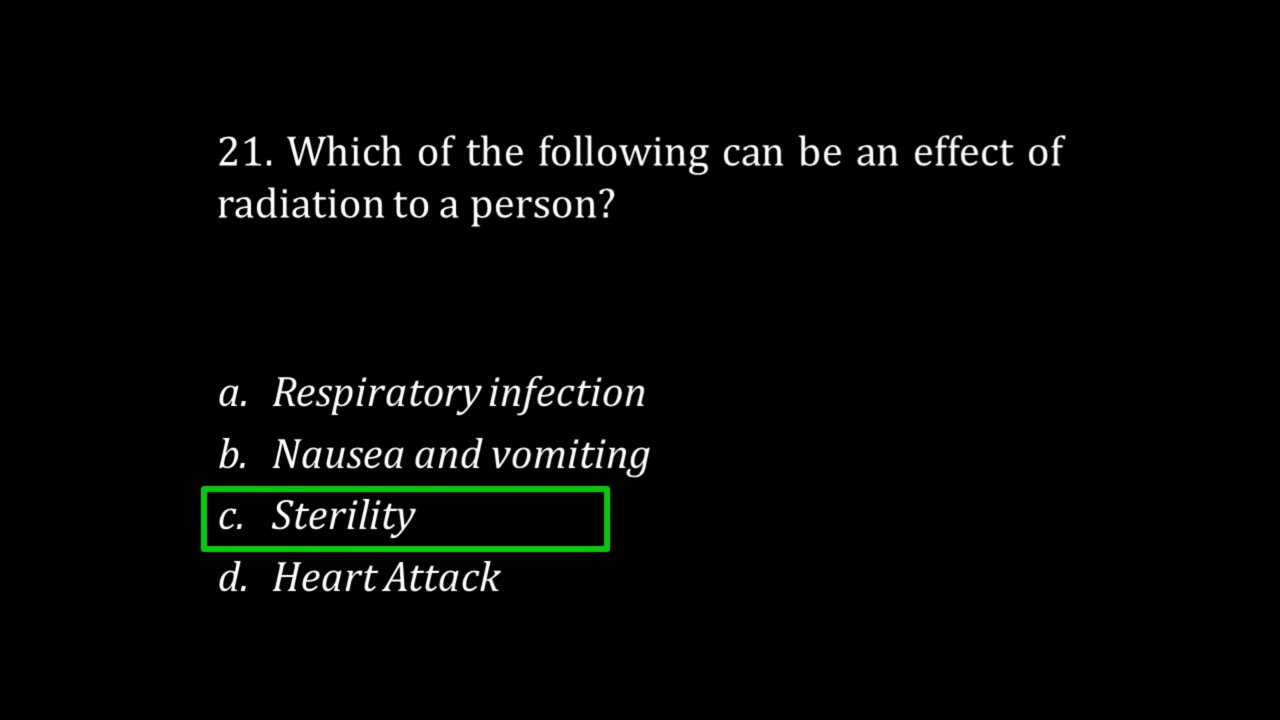 21. Which of the following can be an effect of
radiation to a person?
a. Respiratory infection
b. Nausea and vomiting
c. Sterility
d. Heart Attack